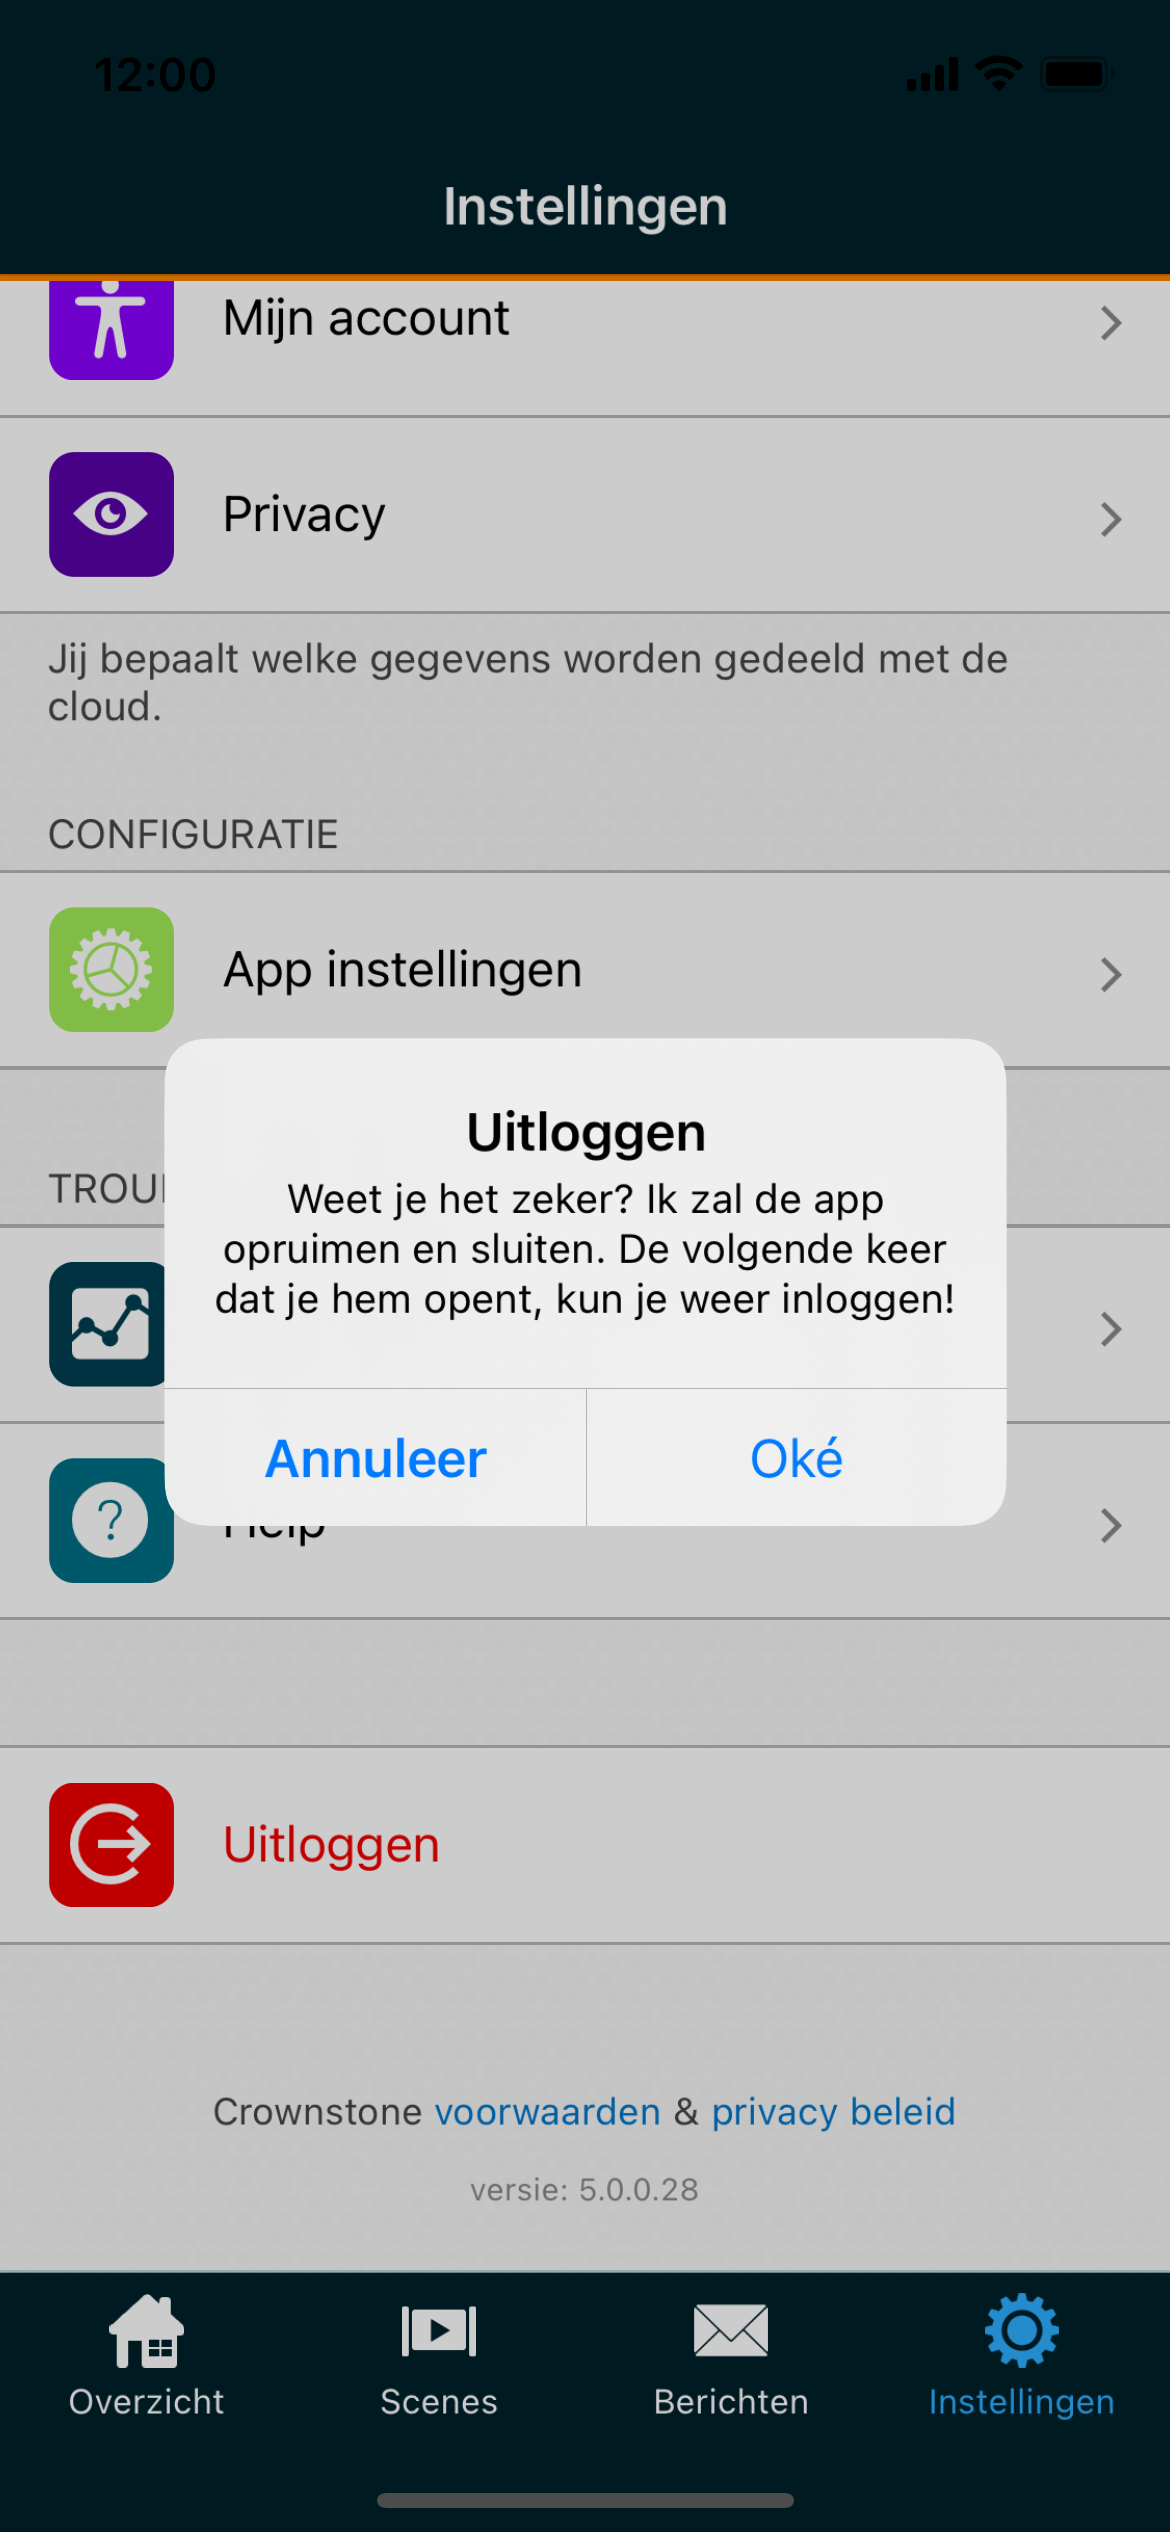 12:00
Instellingen
Mijn account
Privacy
Jij bepaalt welke gegevens worden gedeeld met de
cloud.
CONFIGURATIE
App instellingen
Uitloggen
Weet je het zeker? Ik zal de app
opruimen en sluiten. De volgende keer
dat je hem opent, kun je weer inloggen!
Annuleer
Oké
Help
Uitloggen
Crownstone voorwaarden & privacy beleid
versie: 5.0.0.28
Overzicht
Scenes
Berichten
Instellingen